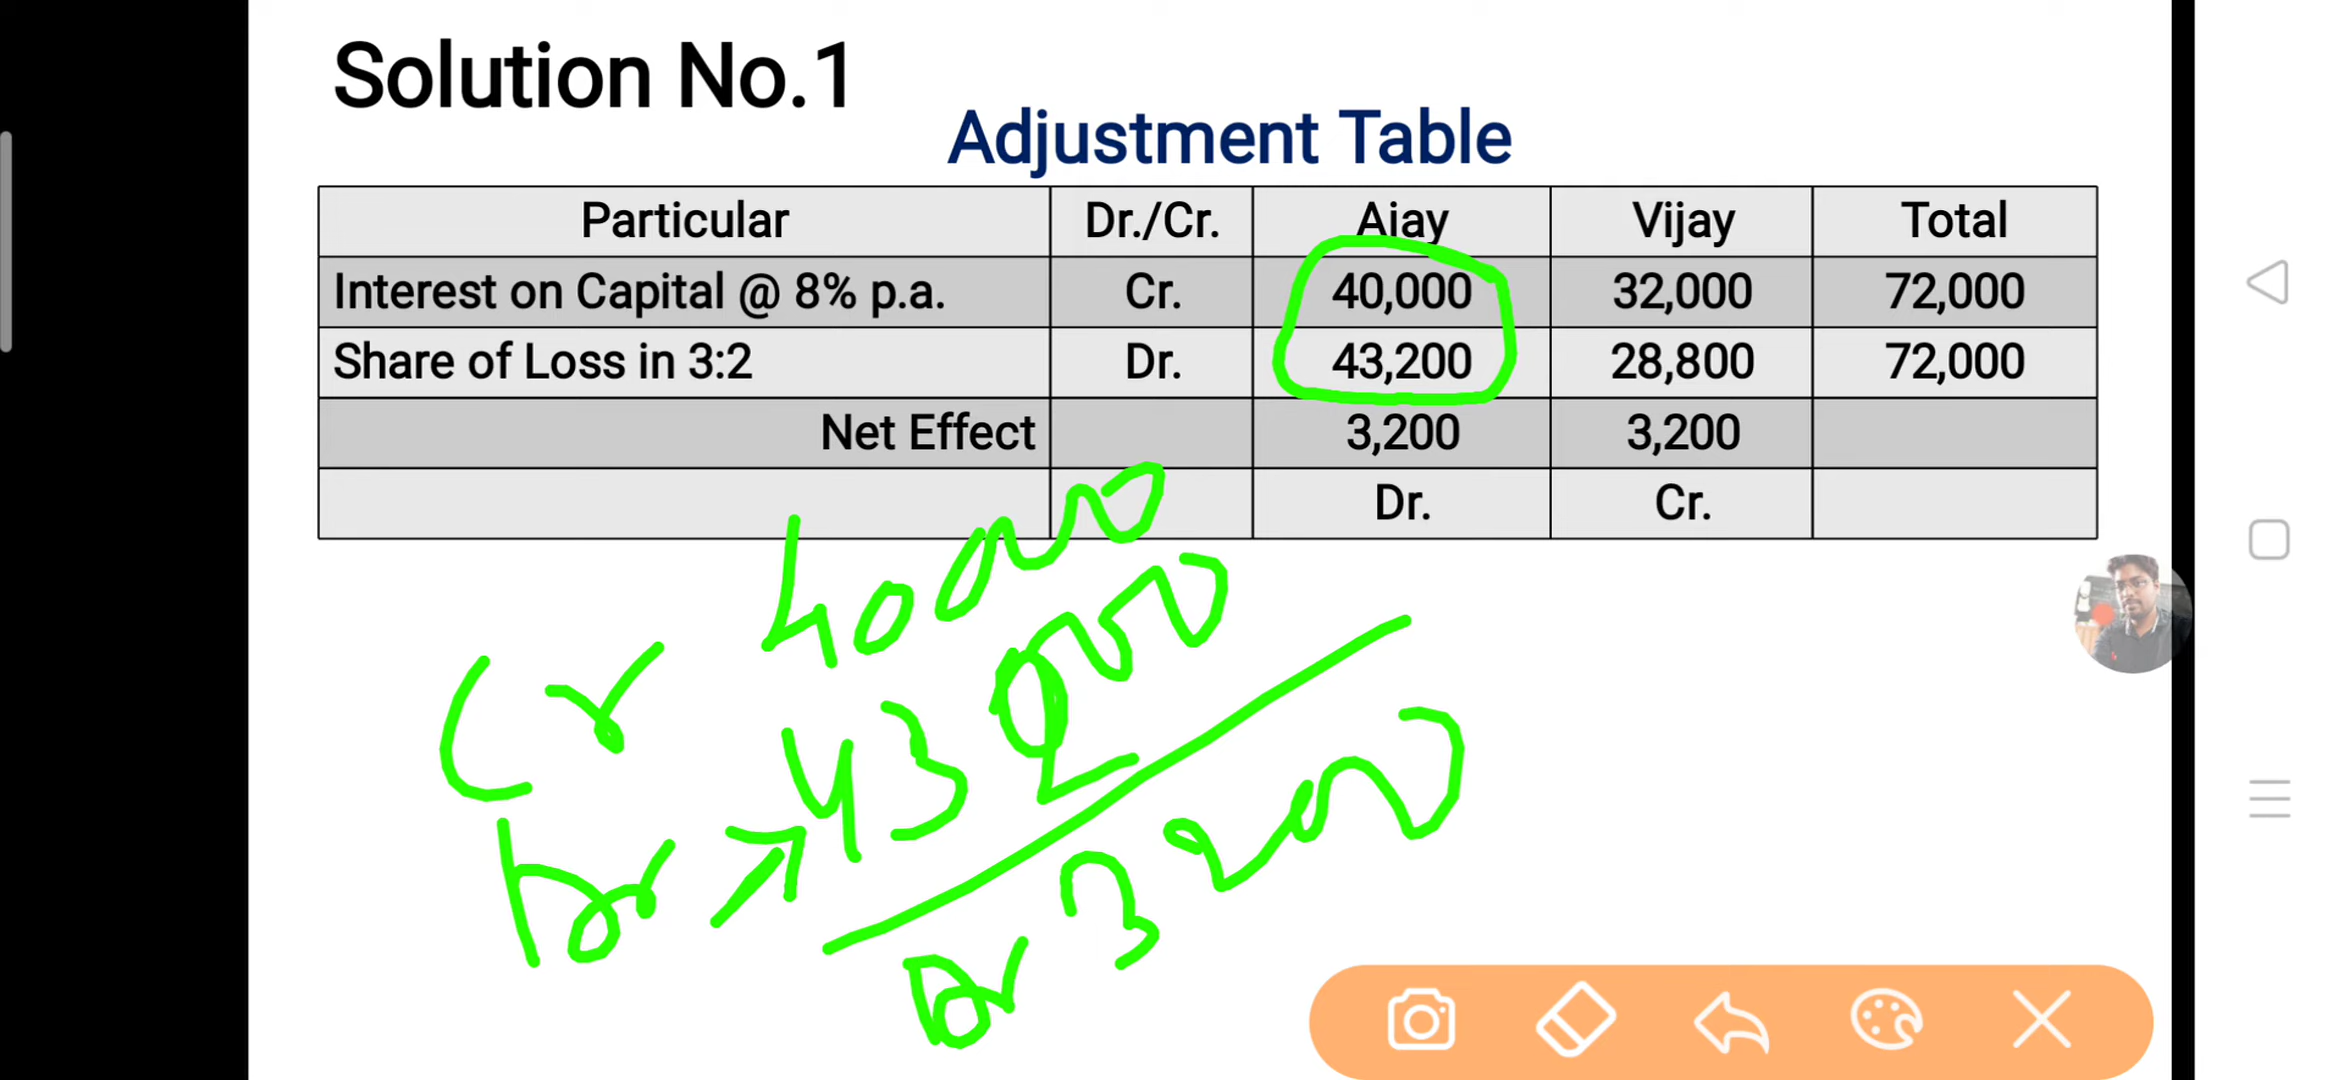 Solution No.1
Adjustment Table
Particular Dr./Cr. Ajay Vijay Total
Interest on Capital @ 8% p.a. Cr. 40,000 32,000 72,000
Share of Loss in 3:2 Dr. 43,200 28,800 72,000
Net Effect 3,200 3,200
Dr. Cr.
Cr 40000
Dr → 43200
Dr 3200